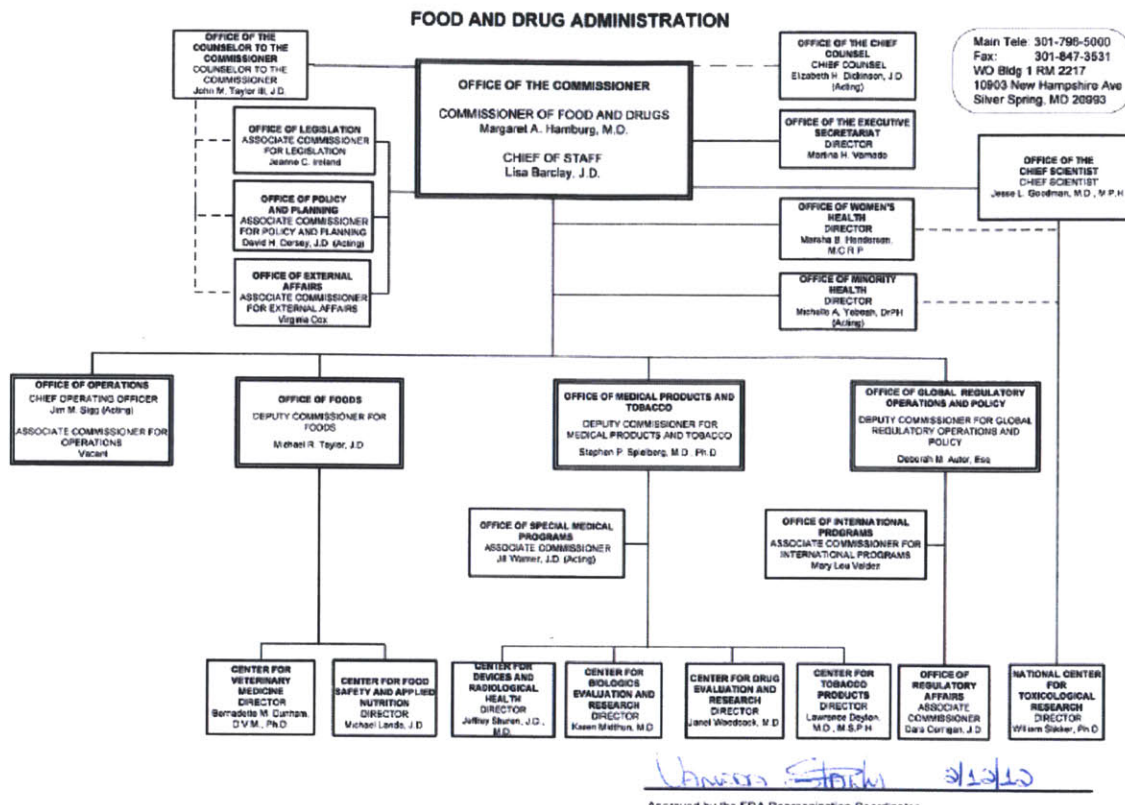 FOOD AND DRUG ADMINISTRATION
OFFICE OF THE
COUNSELOR TO THE
COMMISSIONER
COUNSELOR TO THE
COMMISSIONER
John M. Taylor III, J.D.
OFFICE OF THE COMMISSIONER
COMMISSIONER OF FOOD AND DRUGS
Margaret A. Hamburg, M.D.
CHIEF OF STAFF
Lisa Barclay, J.D.
OFFICE OF THE CHIEF
COUNSEL
CHIEF COUNSEL
Elizabeth H. Dickinson, J.D.
(Acting)
Main Tele: 301-796-5000
Fax: 301-847-3531
WO Bldg 1 RM 2217
10903 New Hampshire Ave
Silver Spring, MD 20993
OFFICE OF LEGISLATION
ASSOCIATE COMMISSIONER
FOR LEGISLATION
Jeanne C. Ireland
OFFICE OF THE EXECUTIVE
SECRETARIAT
DIRECTOR
Martina H. Varnado
OFFICE OF THE
CHIEF SCIENTIST
CHIEF SCIENTIST
Jesse L. Goodman, M.D., M.P.H
OFFICE OF POLICY
AND PLANNING
ASSOCIATE COMMISSIONER
FOR POLICY AND PLANNING
David H. Dorsey, J.D. (Acting)
OFFICE OF WOMEN'S
HEALTH
DIRECTOR
Marsha B. Henderson,
M.C.R.P
OFFICE OF EXTERNAL
AFFAIRS
ASSOCIATE COMMISSIONER
FOR EXTERNAL AFFAIRS
Virginia Cox
OFFICE OF MINORITY
HEALTH
DIRECTOR
Michelle A. DrPH
(Acting)
OFFICE OF OPERATIONS
CHIEF OPERATING OFFICER
Jim M. Sigg (Acting)
ASSOCIATE COMMISSIONER FOR
OPERATIONS
Vacant
OFFICE OF FOODS
DEPUTY COMMISSIONER FOR
FOODS
Michael R. Taylor, J.D
OFFICE OF MEDICAL PRODUCTS AND
TOBACCO
DEPUTY COMMISSIONER FOR
MEDICAL PRODUCTS AND TOBACCO
Stephen P. Spielberg, M.D., Ph.D
OFFICE OF GLOBAL REGULATORY
OPERATIONS AND POLICY
DEPUTY COMMISSIONER FOR GLOBAL
REGULATORY OPERATIONS AND
POLICY
Deborah M. Autor, Esq
OFFICE OF SPECIAL MEDICAL
PROGRAMS
ASSOCIATE COMMISSIONER
Jill Warner, J.D. (Acting)
OFFICE OF INTERNATIONAL
PROGRAMS
ASSOCIATE COMMISSIONER FOR
INTERNATIONAL PROGRAMS
Mary Lou Valdez
CENTER FOR
VETERINARY
MEDICINE
DIRECTOR
Bernadette M. Dunham,
D.V.M., Ph.D
CENTER FOR FOOD
SAFETY AND APPLIED
NUTRITION
DIRECTOR
Michael Landa, J.D
CENTER FOR
DEVICES AND
RADIOLOGICAL
HEALTH
DIRECTOR
Jeffrey Shuren, J.D.,
M.D.
CENTER FOR
BIOLOGICS
EVALUATION AND
RESEARCH
DIRECTOR
Karen Midthun, M.D
CENTER FOR DRUG
EVALUATION AND
RESEARCH
DIRECTOR
Janet Woodcock, M.D
CENTER FOR
TOBACCO
PRODUCTS
DIRECTOR
Lawrence Deyton,
M.D., M.S.P.H
OFFICE OF
REGULATORY
AFFAIRS
ASSOCIATE
COMMISSIONER
Dara Corrigan, J.D
NATIONAL CENTER
FOR
TOXICOLOGICAL
RESEARCH
DIRECTOR
William Slikker, Ph.D